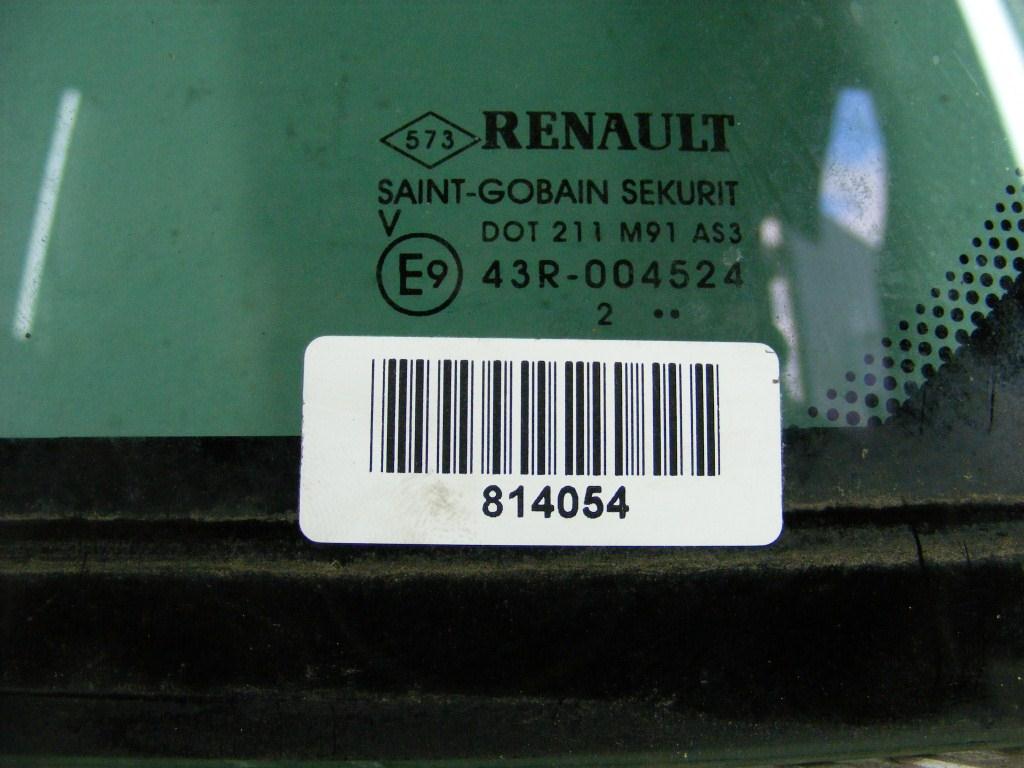 573 RENAULT
SAINT-GOBAIN SEKURIT
V DOT 211 M91 AS3
E9 43R-004524
2 ••
814054